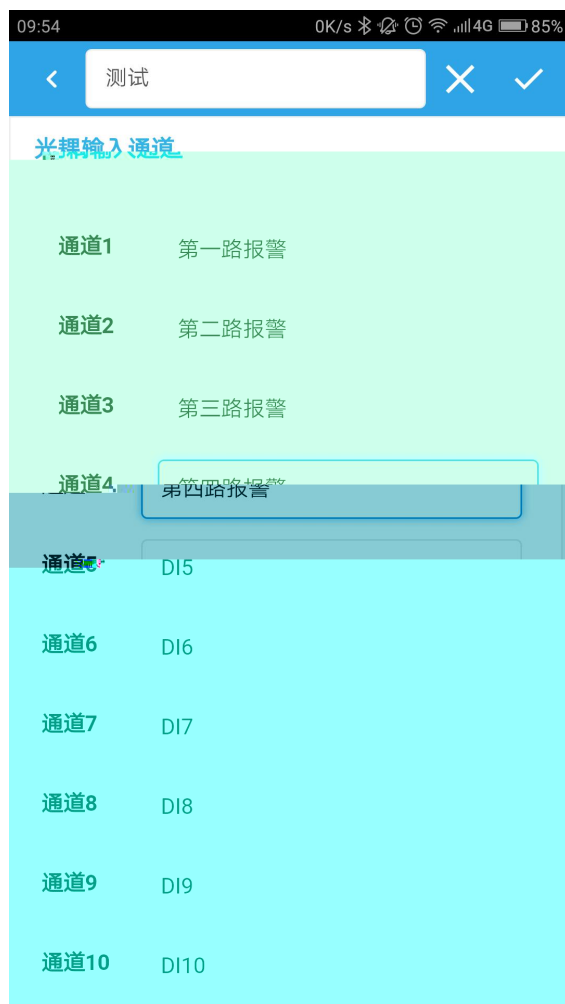 09:54 0K/s 4G 85%
测试
光耦输入通道
通道1 第一路报警
通道2 第二路报警
通道3 第三路报警
通道4 第四路报警
通道5 DI5
通道6 DI6
通道7 DI7
通道8 DI8
通道9 DI9
通道10 DI10